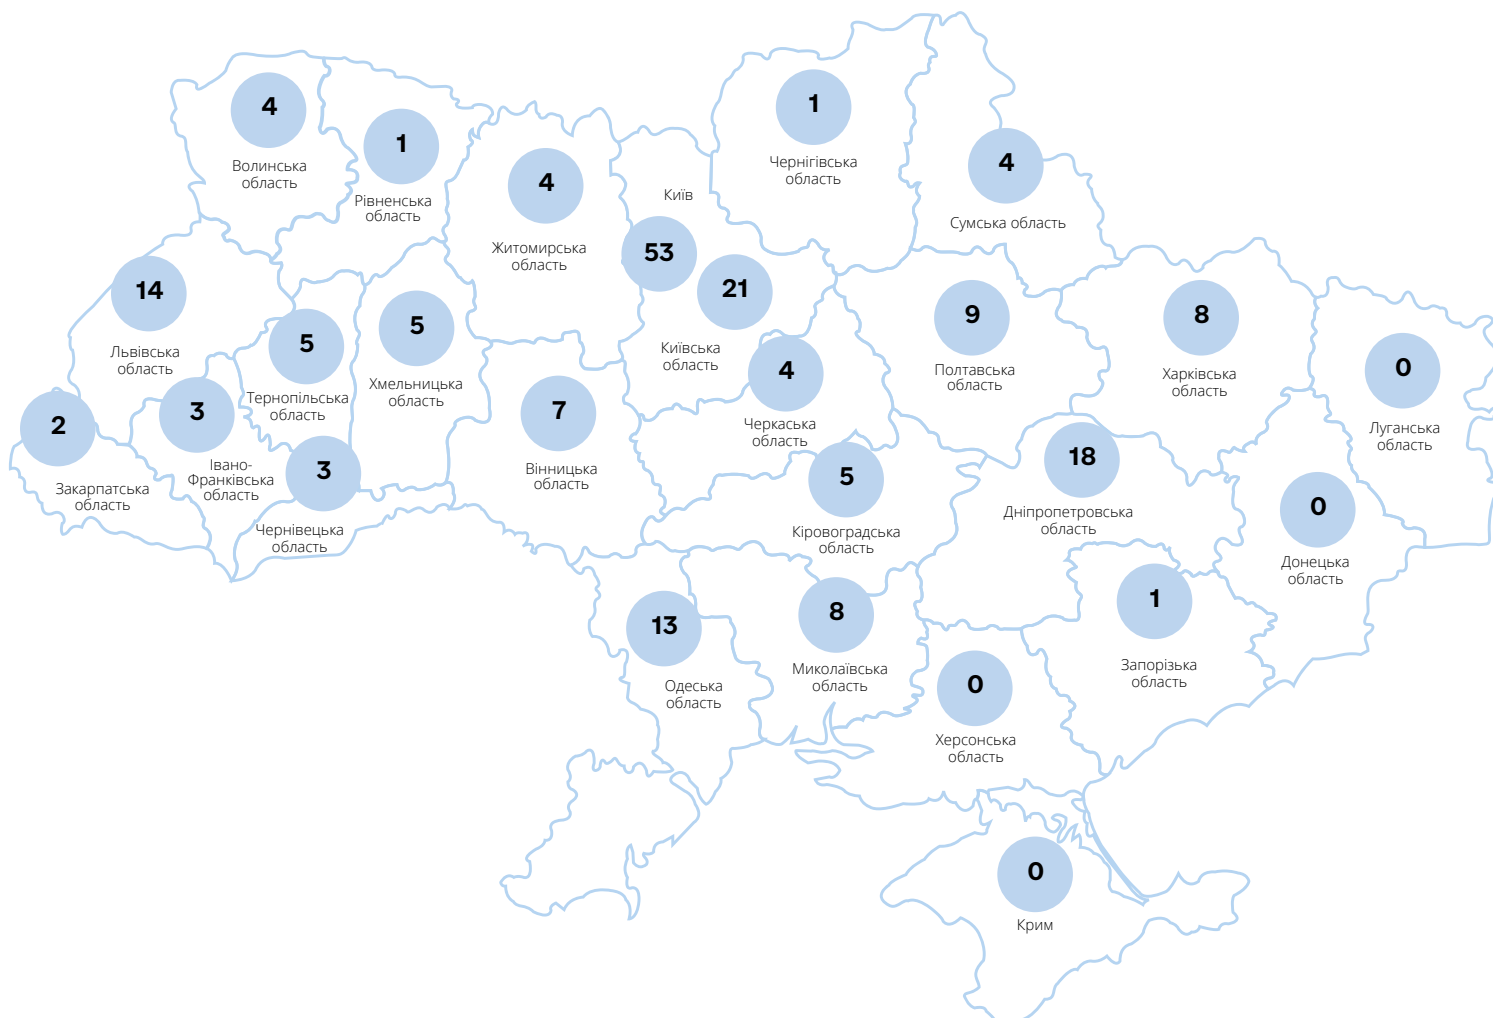 4
Волинська
область
1
Рівненська
область
4
Житомирська
область
Київ
53
21
Київська
область
1
Чернігівська
область
4
Сумська область
14
Львівська
область
5
Тернопільська
область
5
Хмельницька
область
4
Черкаська
область
9
Полтавська
область
8
Харківська
область
0
Луганська
область
2
Закарпатська
область
3
Івано-
Франківська
область
3
Чернівецька
область
7
Вінницька
область
5
Кіровоградська
область
18
Дніпропетровська
область
0
Донецька
область
13
Одеська
область
8
Миколаївська
область
0
Херсонська
область
1
Запорізька
область
0
Крим